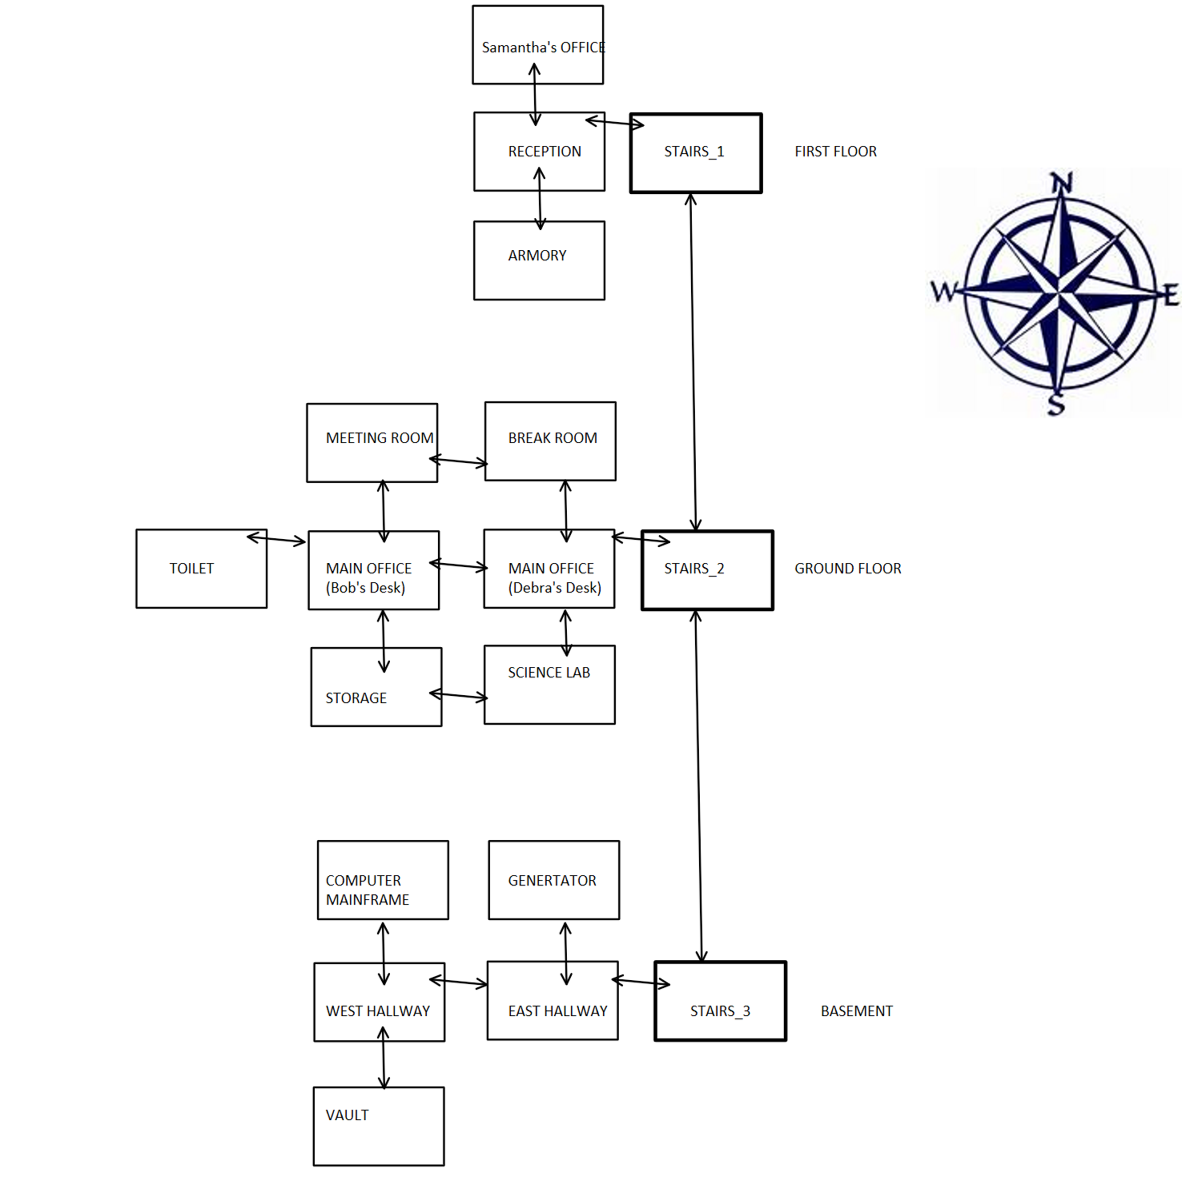 Samantha's OFFICE
RECEPTION
STAIRS_1
FIRST FLOOR
ARMORY
N
W
E
S
MEETING ROOM
BREAK ROOM
TOILET
MAIN OFFICE
(Bob's Desk)
MAIN OFFICE
(Debra's Desk)
STAIRS_2
GROUND FLOOR
STORAGE
SCIENCE LAB
COMPUTER
MAINFRAME
GENERTATOR
WEST HALLWAY
EAST HALLWAY
STAIRS_3
BASEMENT
VAULT